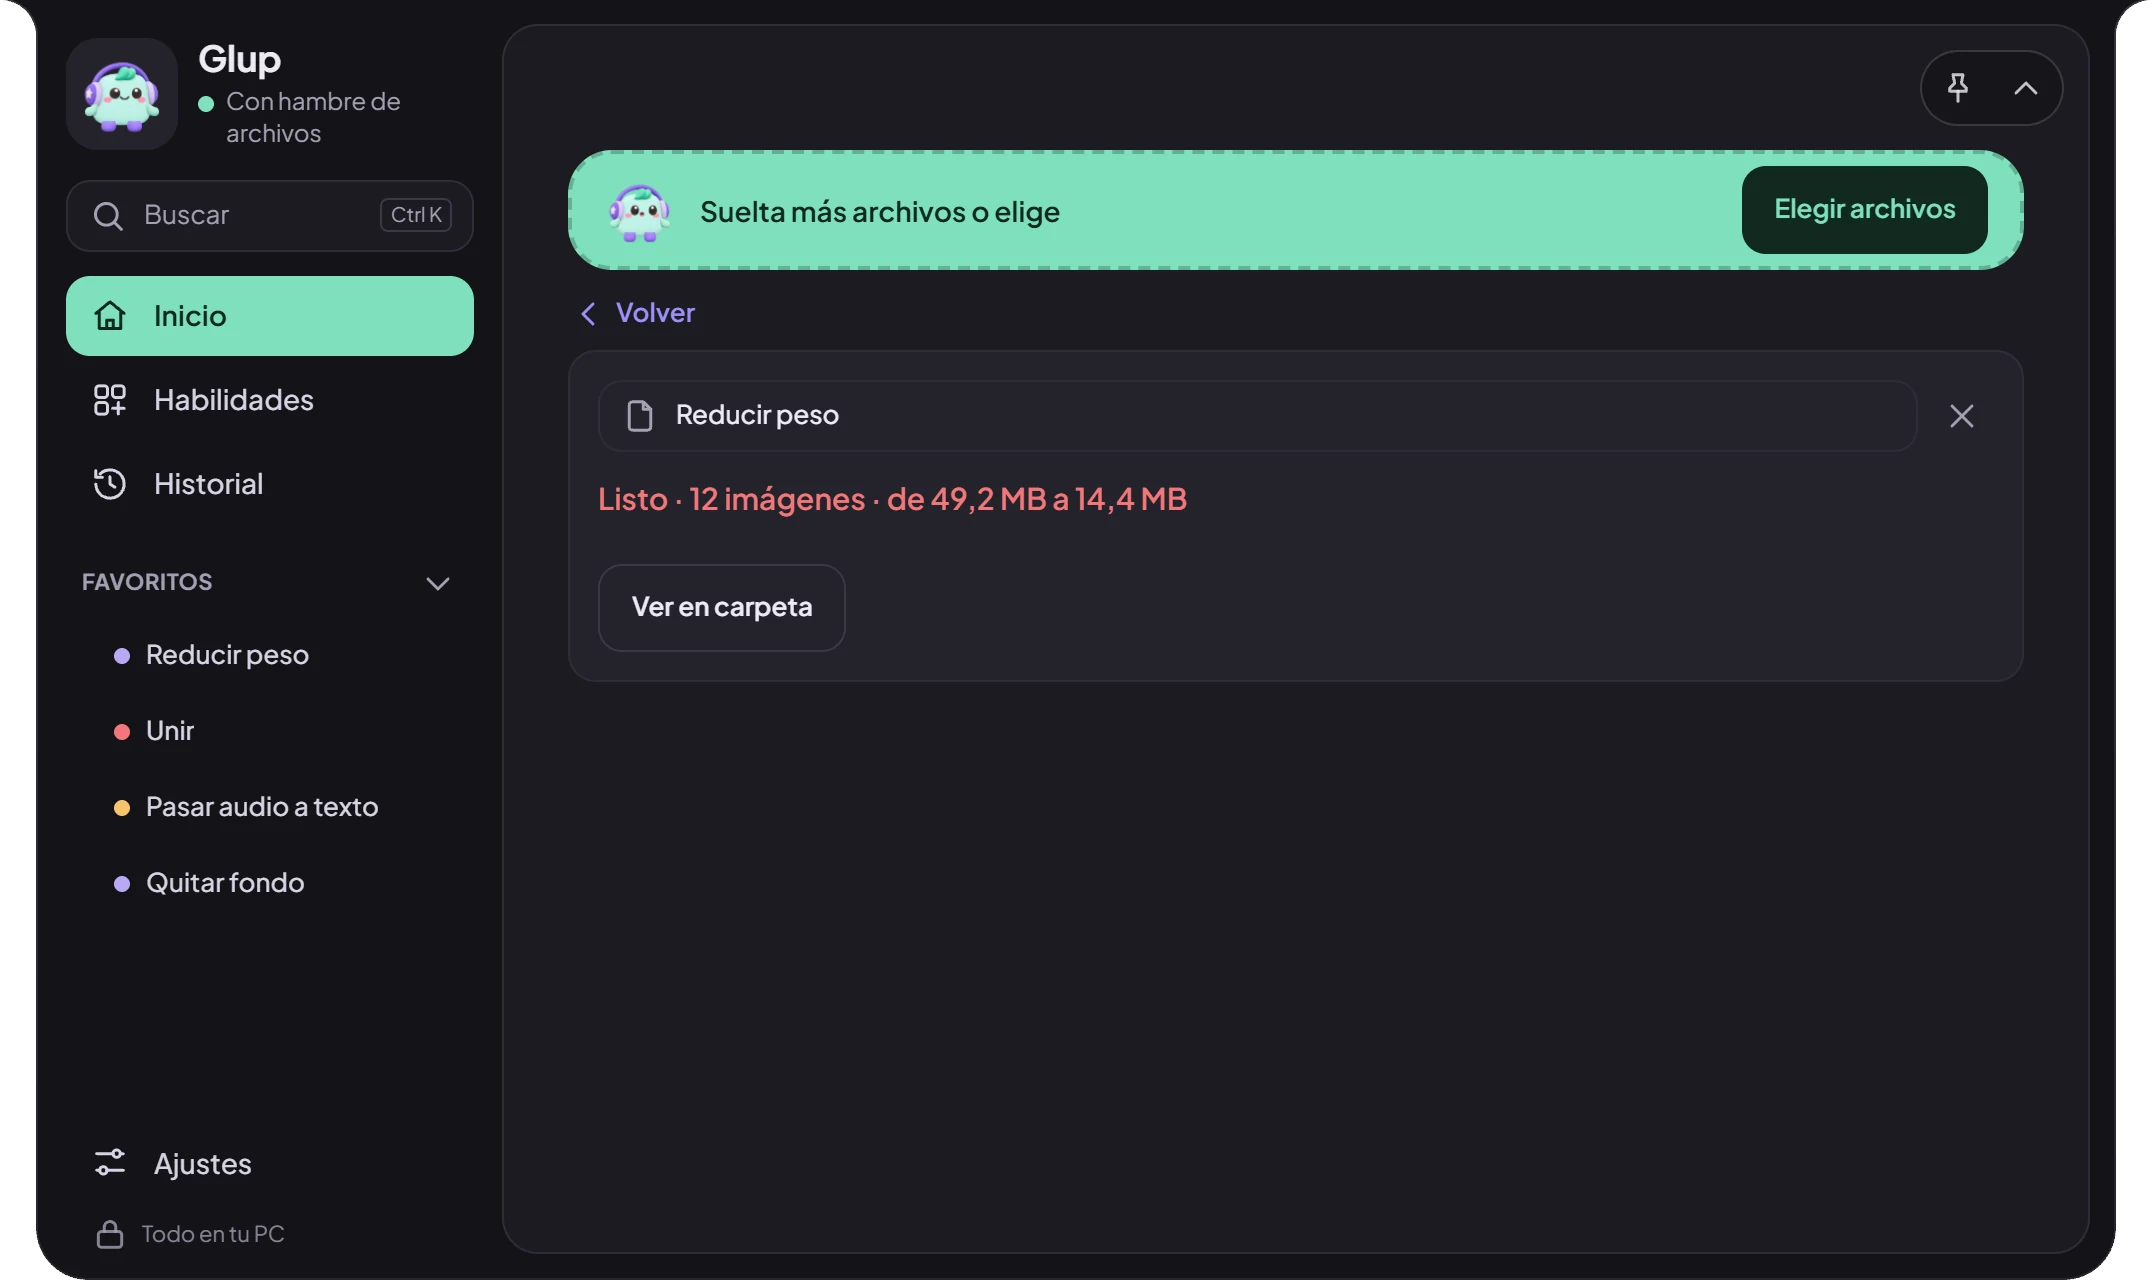 Glup
Con hambre de
archivos
Buscar
Ctrl K
Inicio
Habilidades
Historial
FAVORITOS
Reducir peso
Unir
Pasar audio a texto
Quitar fondo
Ajustes
Todo en tu PC
Suelta más archivos o elige
Elegir archivos
Volver
Reducir peso
Listo · 12 imágenes · de 49,2 MB a 14,4 MB
Ver en carpeta